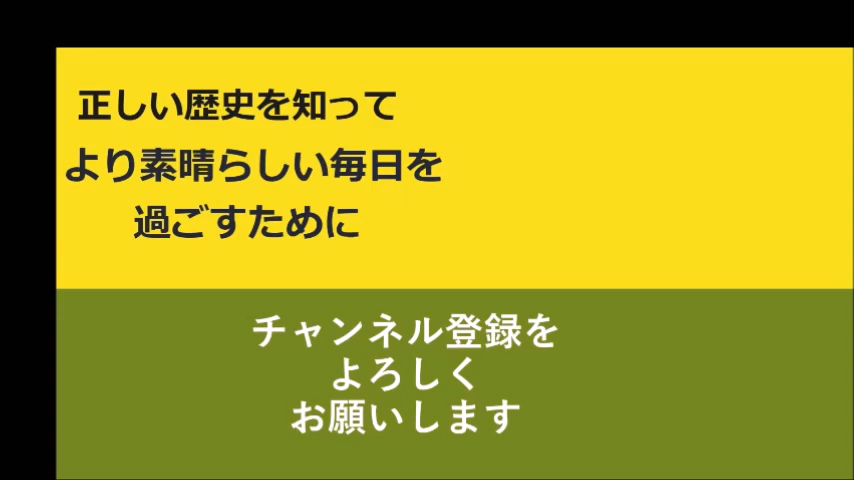 正しい歴史を知って
より素晴らしい毎日を
過ごすために
チャンネル登録を
よろしく
お願いします